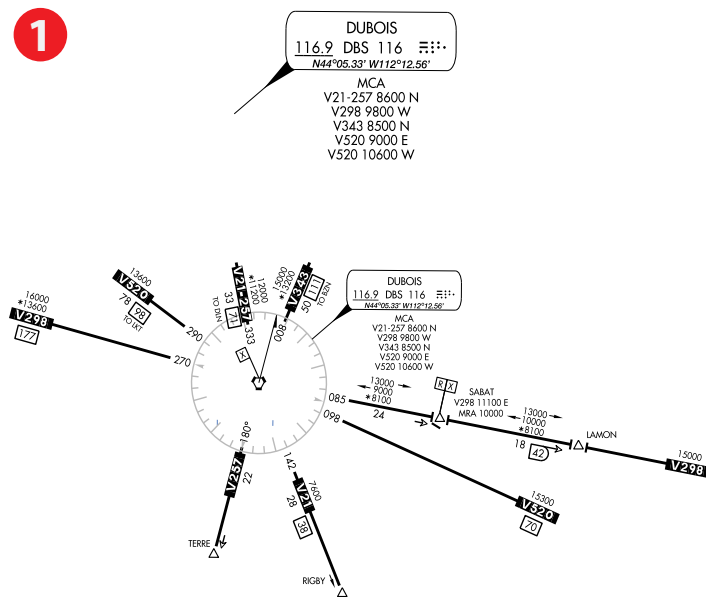 1
DUBOIS
116.9 DBS 116
N44°05.33' W112°12.56'
MCA
V21-257 8600 N
V298 9800 W
V343 8500 N
V520 9000 E
V520 10600 W
16000
*13600
V298
177
270
13600
V520
78 98
TO LKT
290
12000
*11200
V21-257
33 71
TO DLN
333
X
15000
*13200
V343
50 111
TO BZN
008
DUBOIS
116.9 DBS 116
N44°05.33' W112°12.56'
MCA
V21-257 8600 N
V298 9800 W
V343 8500 N
V520 9000 E
V520 10600 W
085
13000
9000
*8100
24
R X
SABAT
V298 11100 E
MRA 10000
13000
10000
*8100
18 42
LAMON
15000
V298
098
15300
V520
70
180°
V257
22
TERRE
142
7600
V21
28 38
RIGBY